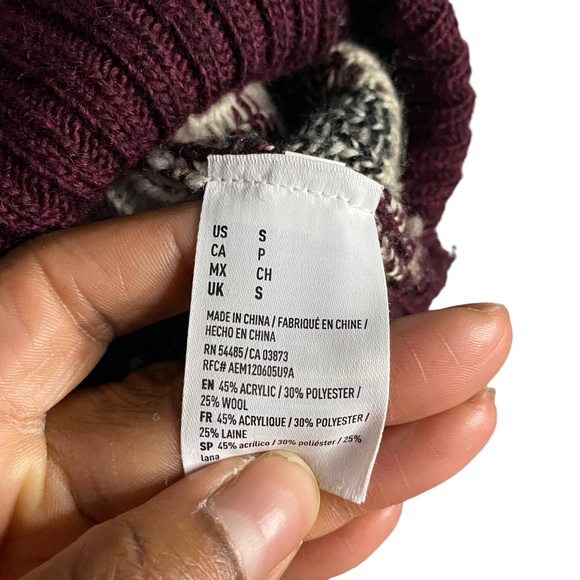 US S
CA P
MX CH
UK S
MADE IN CHINA / FABRIQUÉ EN CHINE /
HECHO EN CHINA
RN 54485/CA 03873
RFC# AEM120605U9A
EN 45% ACRYLIC / 30% POLYESTER /
25% WOOL
FR 45% ACRYLIQUE / 30% POLYESTER /
25% LAINE
SP 45% acrílico / 30% poliéster / 25%
lana